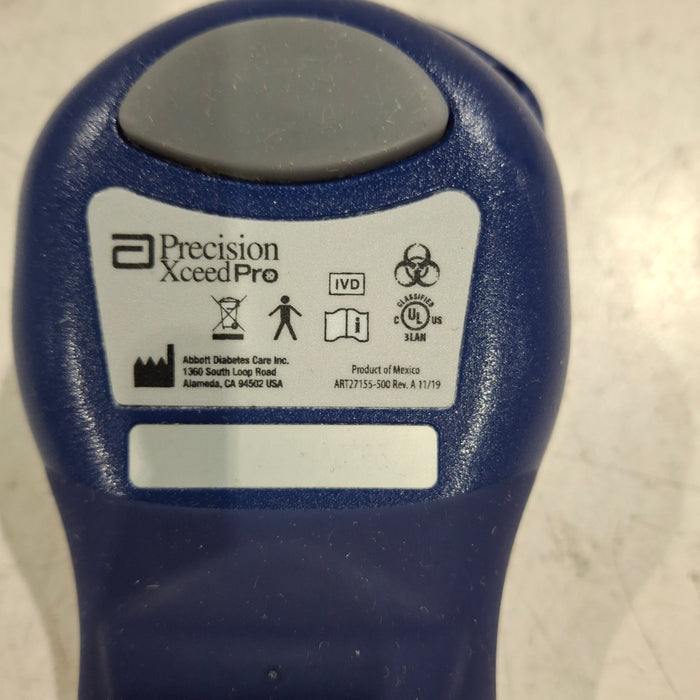 Precision
XceedPro
IVD
i
CLASSIFIED
C UL US
3LAN
Abbott Diabetes Care Inc.
1360 South Loop Road
Alameda, CA 94502 USA
Product of Mexico
ART27155-500 Rev. A 11/19